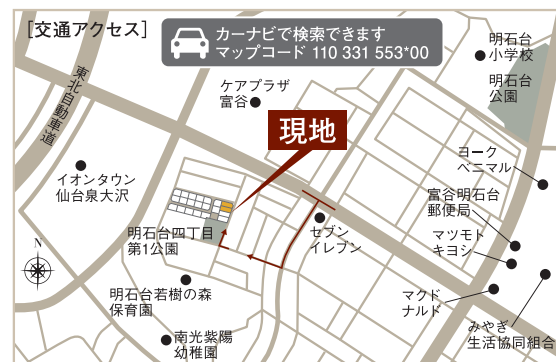 [交通アクセス]
カーナビで検索できます
マップコード 110 331 553*00
明石台
小学校
明石台
公園
東北自動車道
ケアプラザ
富谷
現地
ヨーク
ベニマル
イオンタウン
仙台泉大沢
富谷明石台
郵便局
セブン
イレブン
明石台四丁目
第1公園
マツモト
キヨシ
N
明石台若樹の森
保育園
マクド
ナルド
みやぎ
生活協同組合
南光紫陽
幼稚園